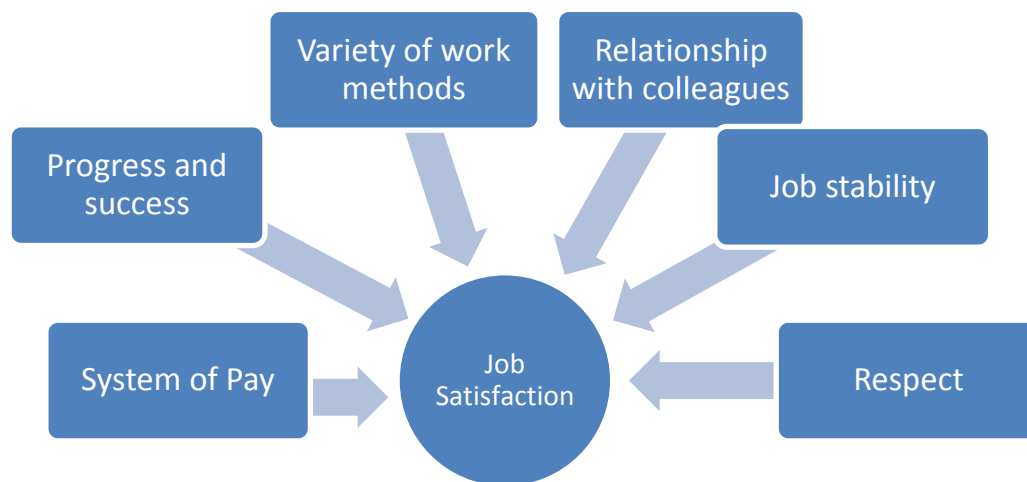 Variety of work
methods
Relationship
with colleagues
Progress and
success
Job stability
System of Pay
Job
Satisfaction
Respect